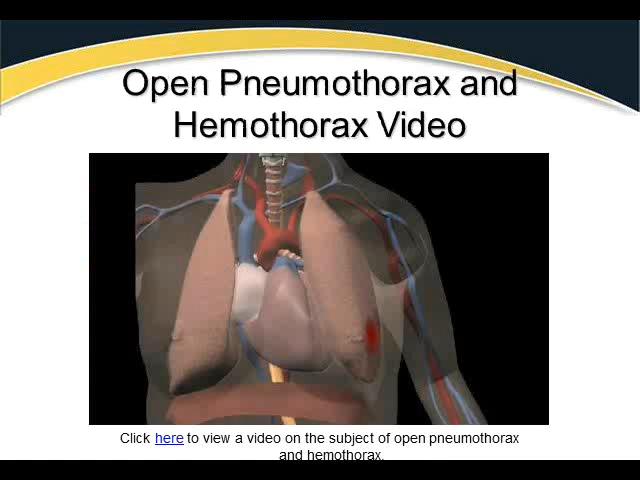 Open Pneumothorax and
Hemothorax Video
Click here to view a video on the subject of open pneumothorax
and hemothorax.